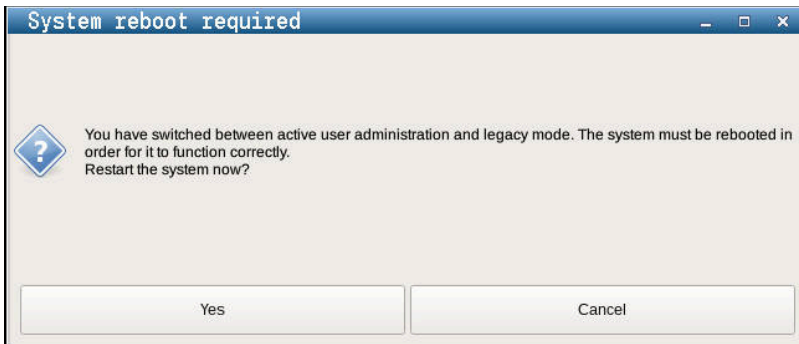 System reboot required
You have switched between active user administration and legacy mode. The system must be rebooted in
order for it to function correctly.
Restart the system now?
Yes
Cancel